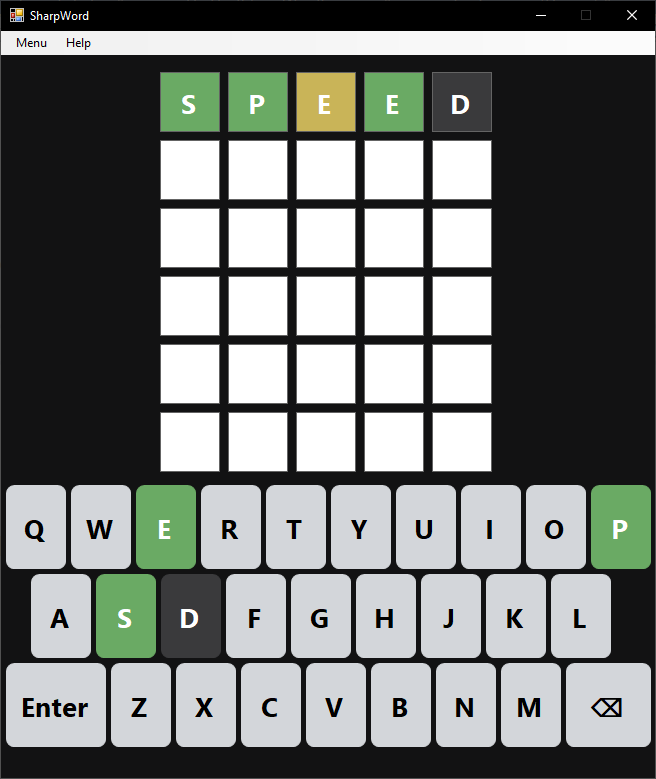 SharpWord
Menu Help
S P E E D
Q W E R T Y U I O P
A S D F G H J K L
Enter Z X C V B N M ⌫